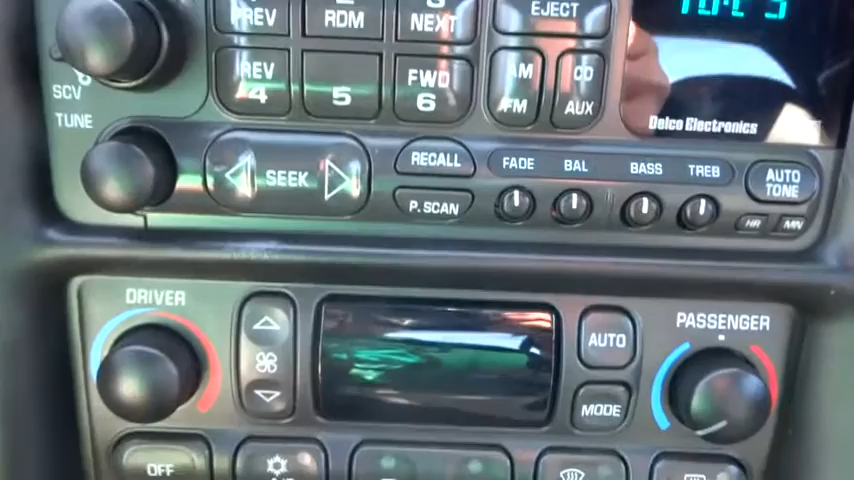 PREV
RDM
NEXT
EJECT
REV
4
5
FWD
6
AM
FM
CD
AUX
SCV
TUNE
Delco Electronics
SEEK
RECALL
P.SCAN
FADE
BAL
BASS
TREB
AUTO
TONE
HR
MN
DRIVER
AUTO
MODE
PASSENGER
OFF